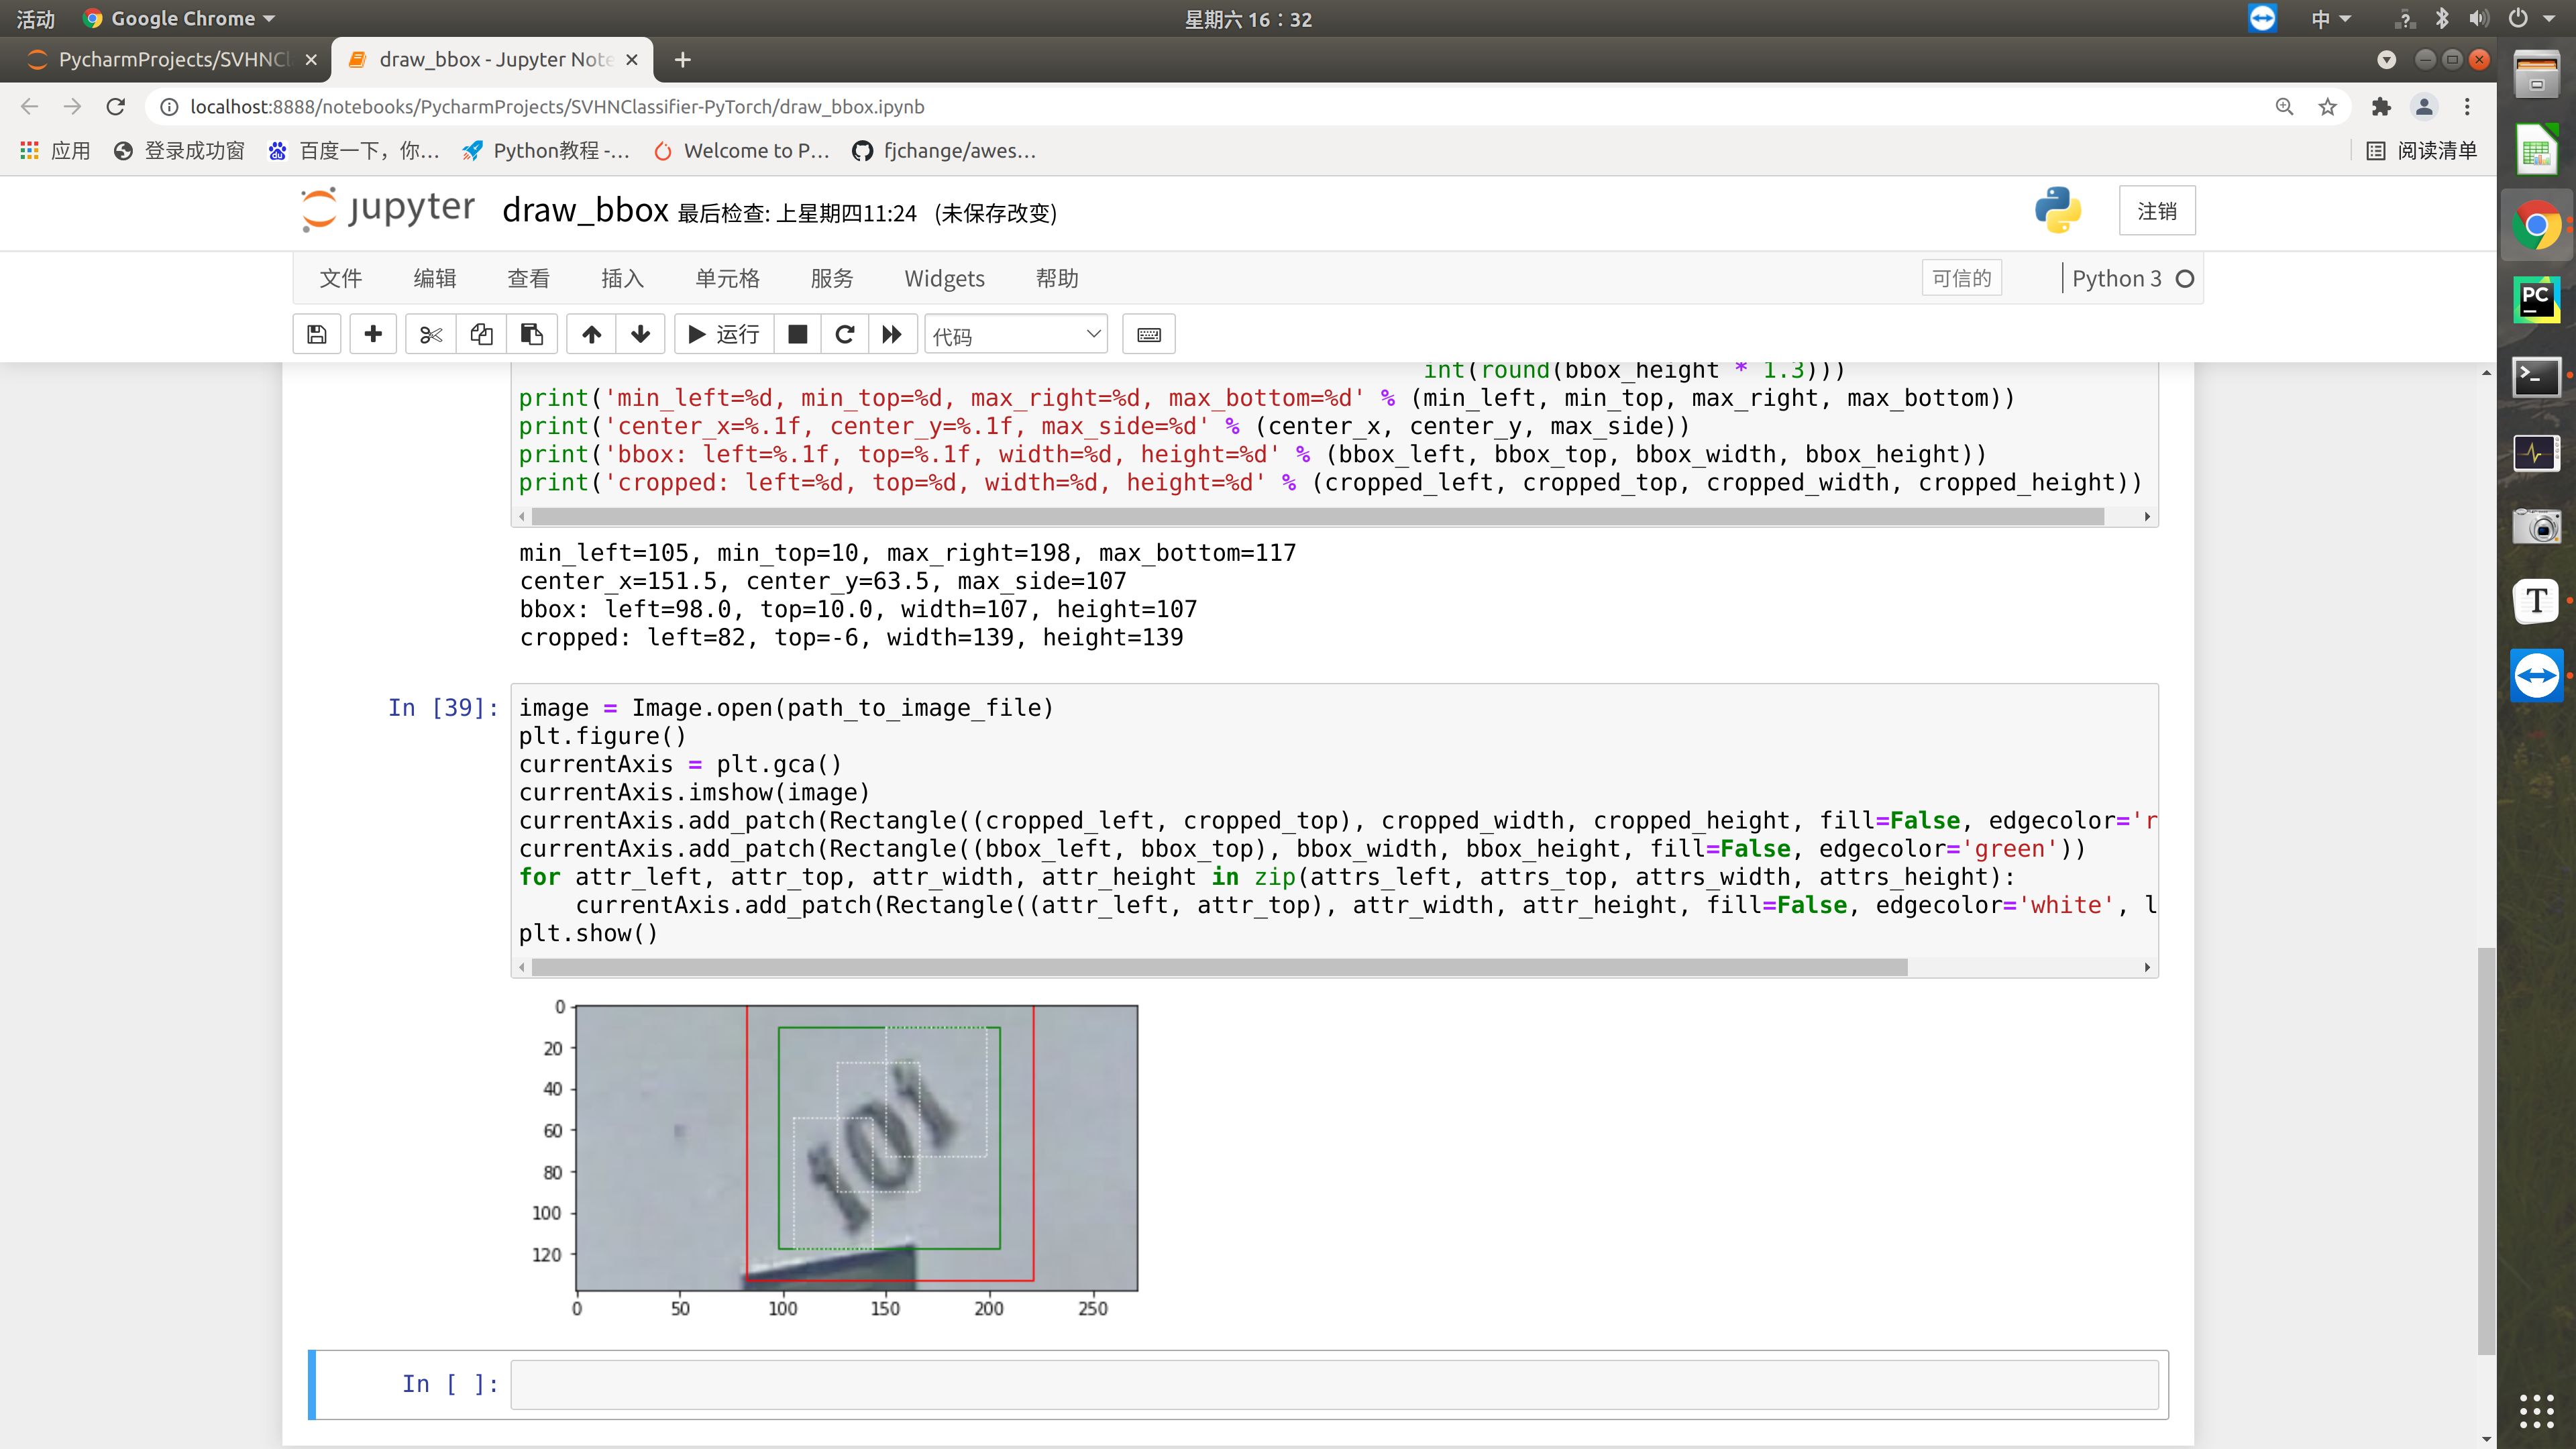 活动
Google Chrome
星期六 16：32
中
PycharmProjects/SVHNCl
draw_bbox - Jupyter Note
localhost:8888/notebooks/PycharmProjects/SVHNClassifier-PyTorch/draw_bbox.ipynb
应用
登录成功窗
百度一下，你…
Python教程 -…
Welcome to P…
fjchange/awes…
阅读清单
jupyter
draw_bbox 最后检查: 上星期四11:24 (未保存改变)
注销
文件
编辑
查看
插入
单元格
服务
Widgets
帮助
可信的
Python 3
运行
代码
int(round(bbox_height * 1.3)))
print('min_left=%d, min_top=%d, max_right=%d, max_bottom=%d' % (min_left, min_top, max_right, max_bottom))
print('center_x=%.1f, center_y=%.1f, max_side=%d' % (center_x, center_y, max_side))
print('bbox: left=%.1f, top=%.1f, width=%d, height=%d' % (bbox_left, bbox_top, bbox_width, bbox_height))
print('cropped: left=%d, top=%d, width=%d, height=%d' % (cropped_left, cropped_top, cropped_width, cropped_height))
min_left=105, min_top=10, max_right=198, max_bottom=117
center_x=151.5, center_y=63.5, max_side=107
bbox: left=98.0, top=10.0, width=107, height=107
cropped: left=82, top=-6, width=139, height=139
In [39]:
image = Image.open(path_to_image_file)
plt.figure()
currentAxis = plt.gca()
currentAxis.imshow(image)
currentAxis.add_patch(Rectangle((cropped_left, cropped_top), cropped_width, cropped_height, fill=False, edgecolor='r
currentAxis.add_patch(Rectangle((bbox_left, bbox_top), bbox_width, bbox_height, fill=False, edgecolor='green'))
for attr_left, attr_top, attr_width, attr_height in zip(attrs_left, attrs_top, attrs_width, attrs_height):
    currentAxis.add_patch(Rectangle((attr_left, attr_top), attr_width, attr_height, fill=False, edgecolor='white', l
plt.show()
0
20
40
60
80
100
120
101
0 50 100 150 200 250
In [ ]:
PC
T